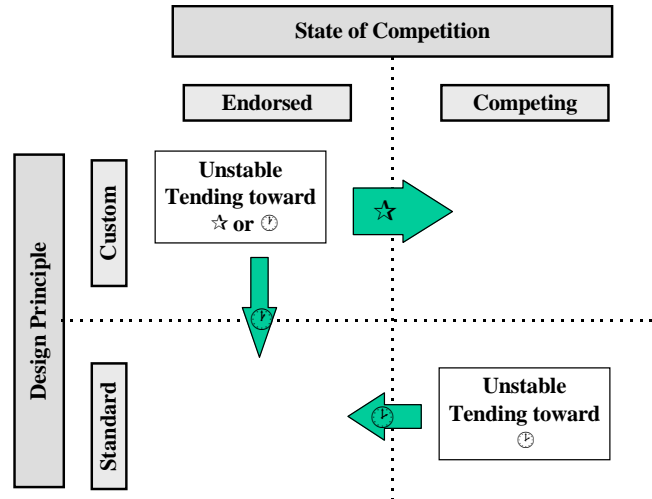 State of Competition
Endorsed
Competing
Design Principle
Custom
Unstable
Tending toward
☆ or 🕐
☆
🕐
Standard
🕑
Unstable
Tending toward
🕑